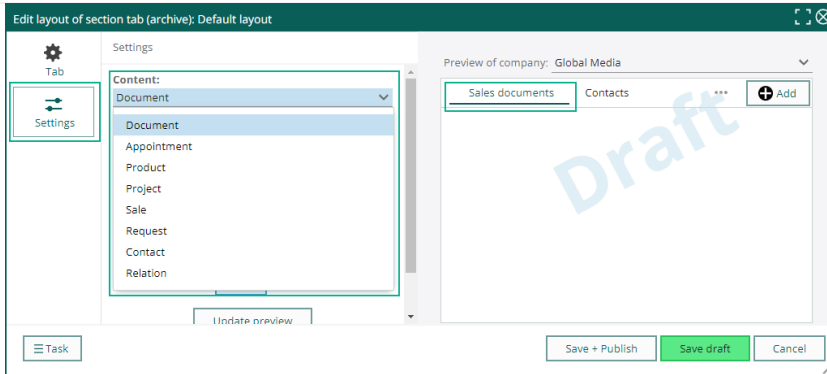 Edit layout of section tab (archive): Default layout
Tab
Settings
Settings
Content:
Document
Document
Appointment
Product
Project
Sale
Request
Contact
Relation
Update preview
Preview of company: Global Media
Sales documents Contacts ... Add
Draft
Task
Save + Publish Save draft Cancel